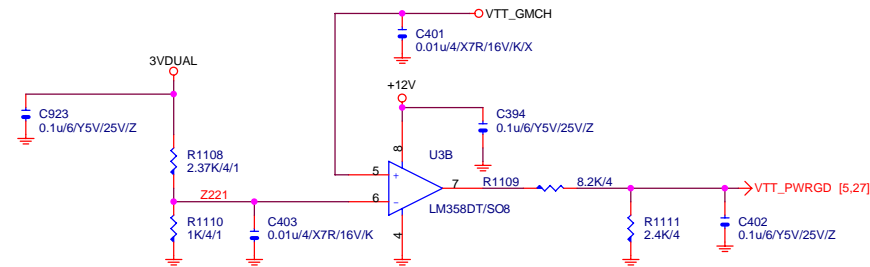 VTT_GMCH
C401
0.01u/4/X7R/16V/K/X
3VDUAL
+12V
C923
0.1u/6/Y5V/25V/Z
C394
0.1u/6/Y5V/25V/Z
R1108
2.37K/4/1
8
U3B
5
+
7
R1109
8.2K/4
VTT_PWRGD [5,27]
Z221
6
-
LM358DT/SO8
R1110
1K/4/1
C403
0.01u/4/X7R/16V/K
4
R1111
2.4K/4
C402
0.1u/6/Y5V/25V/Z